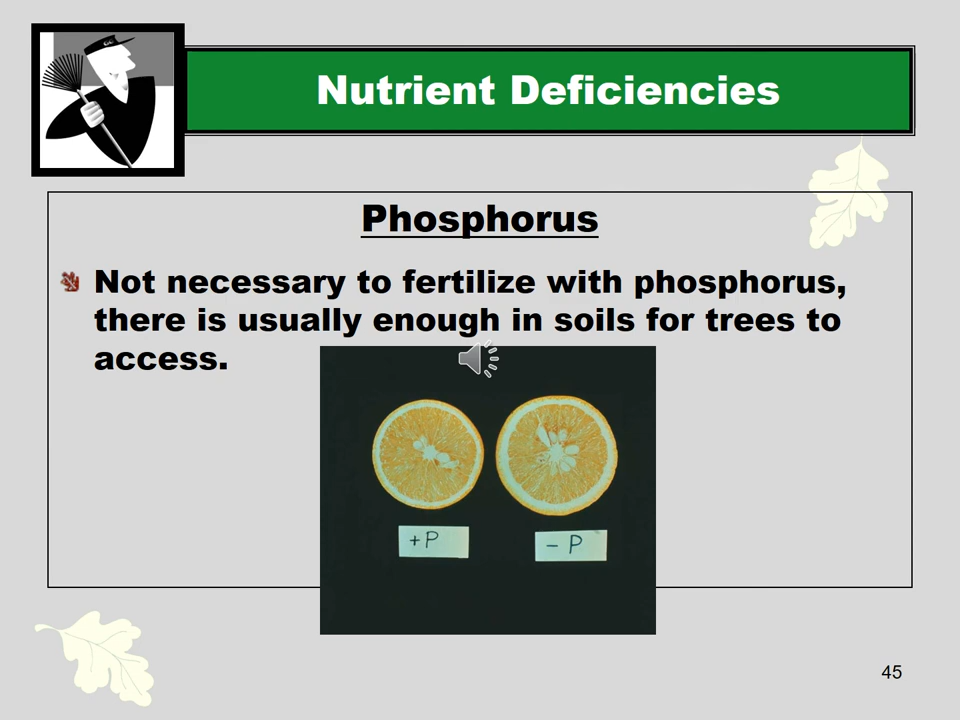 Nutrient Deficiencies
Phosphorus
Not necessary to fertilize with phosphorus,
there is usually enough in soils for trees to
access.
+P
- P
45